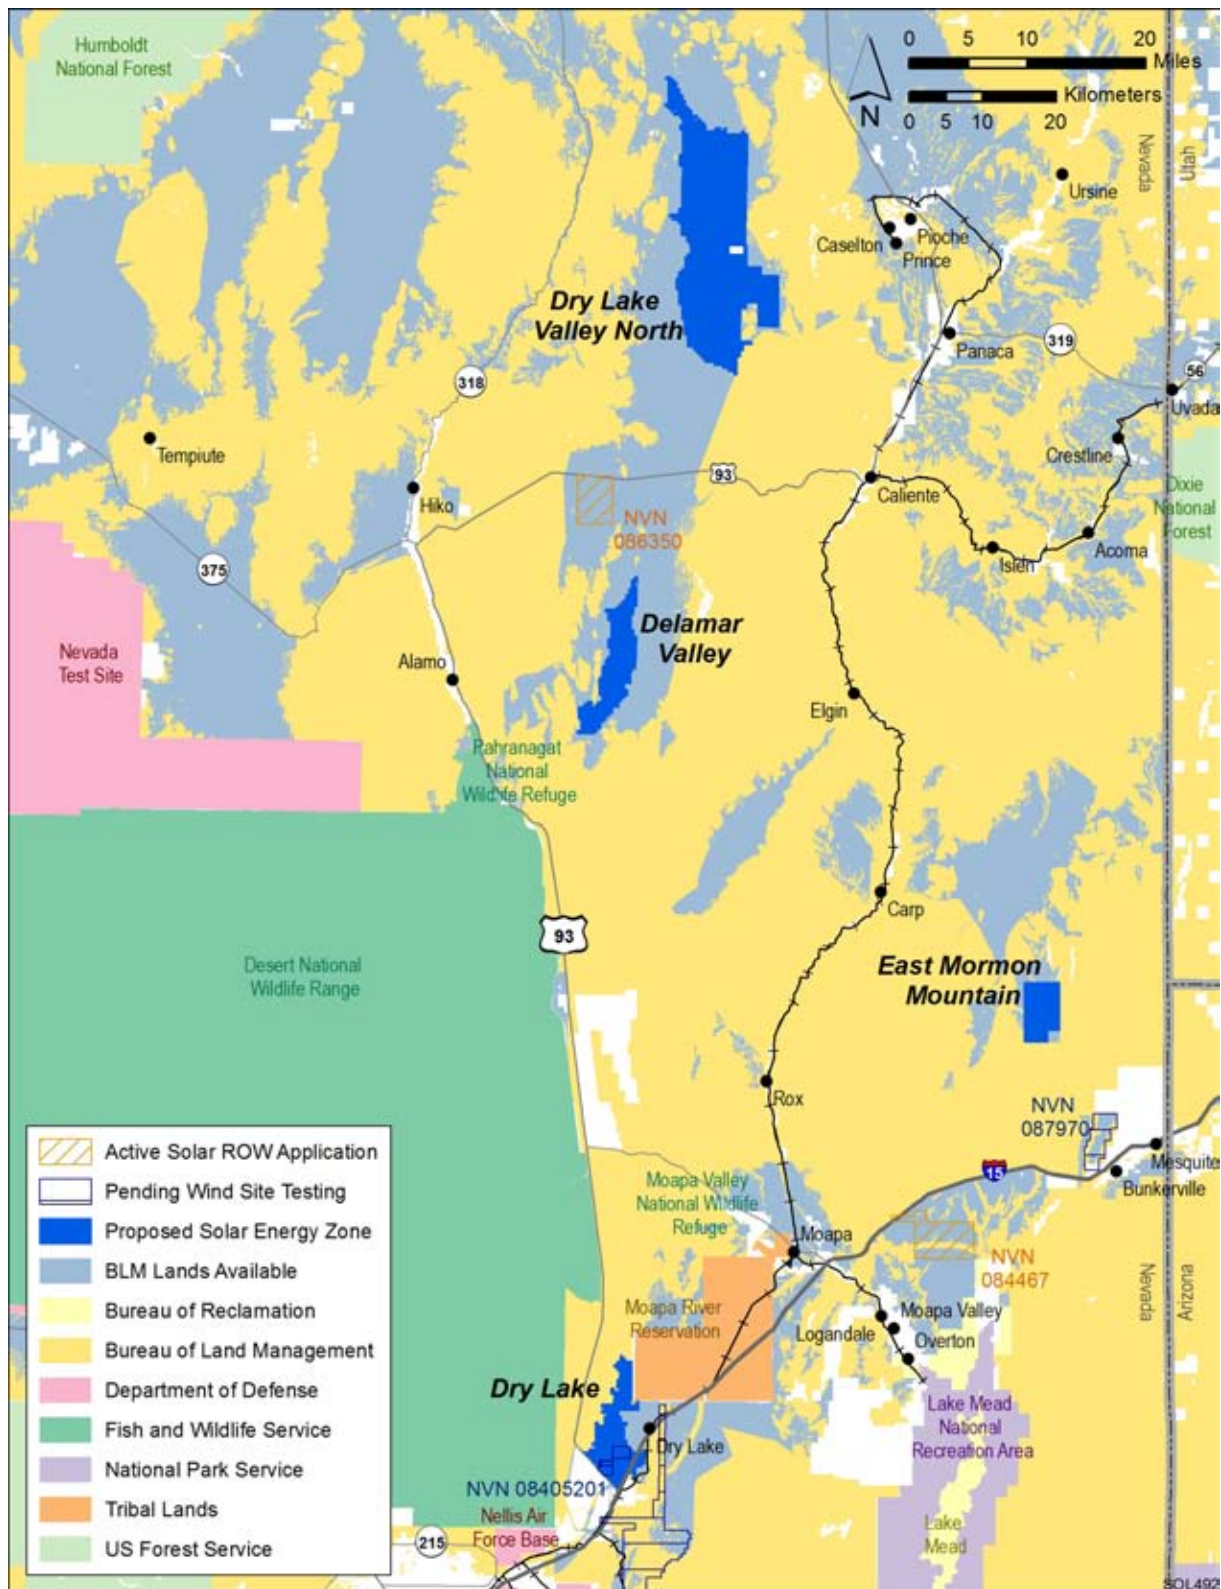 Humboldt
National Forest
0 5 10 20
Miles
Kilometers
0 5 10 20
N
Nevada
Utah
Ursine
Pioche
Caselton
Prince
Dry Lake
Valley North
Panaca
319
56
318
Uvada
Tempiute
Crestline
Hiko
93
Caliente
Dixie
National
Forest
NVN
086350
Acoma
Islen
375
Delamar
Valley
Nevada
Test Site
Alamo
Elgin
Pahranagat
National
Wildlife Refuge
Carp
93
Desert National
Wildlife Range
East Mormon
Mountain
Rox
NVN
087970
Mesquite
Bunkerville
15
Moapa Valley
National Wildlife
Refuge
Moapa
NVN
084467
Nevada
Arizona
Moapa River
Reservation
Moapa Valley
Logandale
Overton
Dry Lake
Lake Mead
National
Recreation Area
Dry Lake
NVN 08405201
Nellis Air
Force Base
215
Lake
Mead
Active Solar ROW Application
Pending Wind Site Testing
Proposed Solar Energy Zone
BLM Lands Available
Bureau of Reclamation
Bureau of Land Management
Department of Defense
Fish and Wildlife Service
National Park Service
Tribal Lands
US Forest Service
SOL492